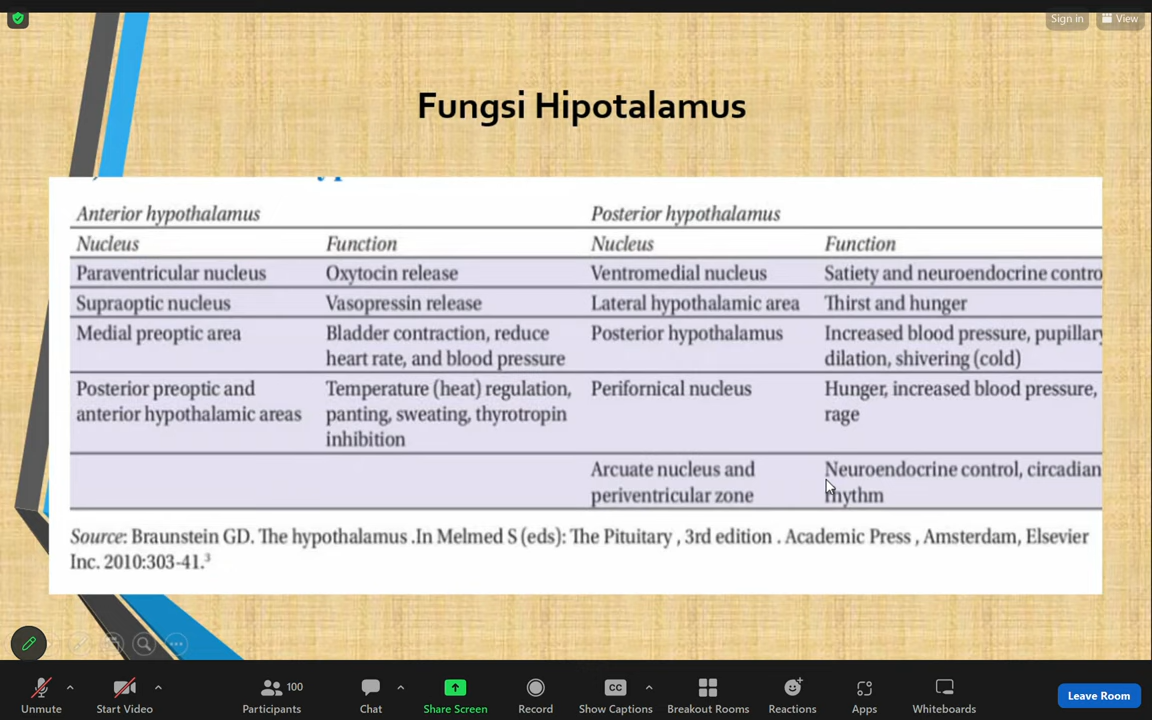 Sign in
View
Fungsi Hipotalamus
Anterior hypothalamus Posterior hypothalamus
Nucleus Function Nucleus Function
Paraventricular nucleus Oxytocin release Ventromedial nucleus Satiety and neuroendocrine contro
Supraoptic nucleus Vasopressin release Lateral hypothalamic area Thirst and hunger
Medial preoptic area Bladder contraction, reduce Posterior hypothalamus Increased blood pressure, pupillary
heart rate, and blood pressure dilation, shivering (cold)
Posterior preoptic and Temperature (heat) regulation, Perifornical nucleus Hunger, increased blood pressure,
anterior hypothalamic areas panting, sweating, thyrotropin rage
inhibition
Arcuate nucleus and Neuroendocrine control, circadian
periventricular zone rhythm
Source: Braunstein GD. The hypothalamus .In Melmed S (eds): The Pituitary , 3rd edition . Academic Press , Amsterdam, Elsevier
Inc. 2010:303-41.³
100
CC
Unmute Start Video Participants Chat Share Screen Record Show Captions Breakout Rooms Reactions Apps Whiteboards Leave Room